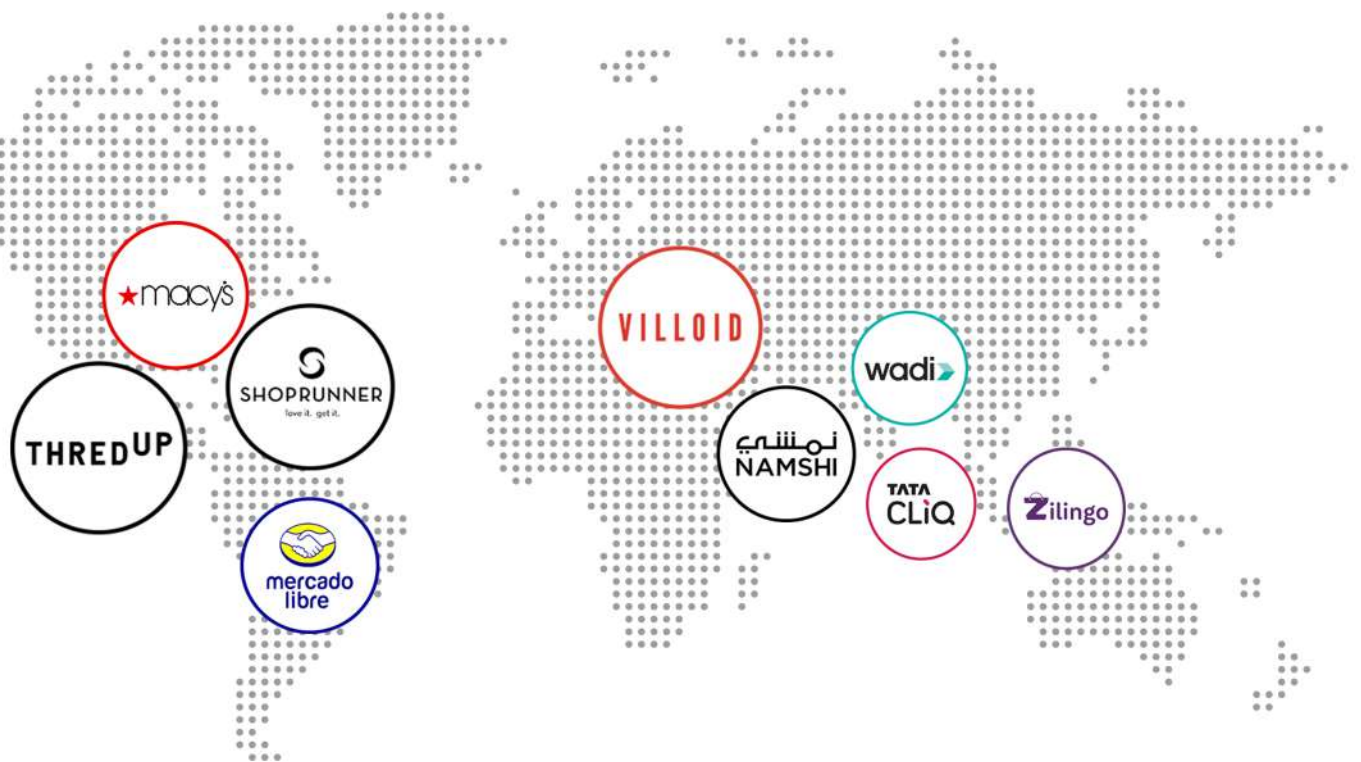 ★macy's
SHOPRUNNER
love it. get it.
THREDUP
mercado
libre
VILLOID
wadi
نمشي
NAMSHI
TATA
CLiQ
Zilingo